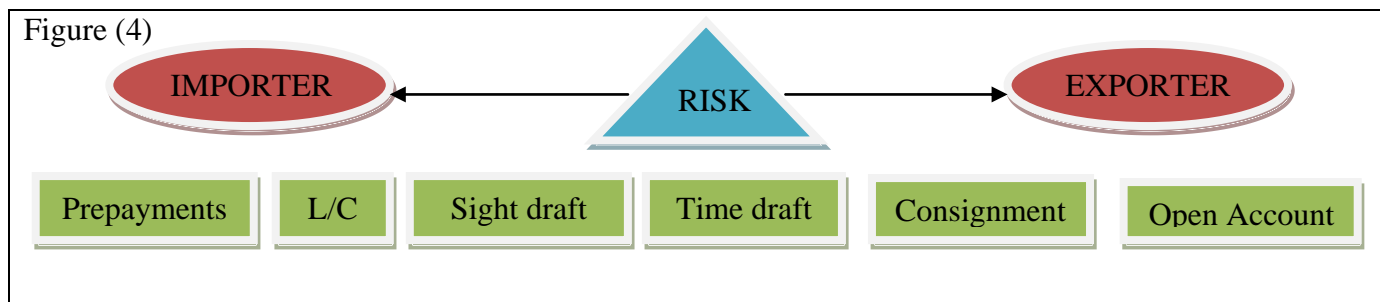 Figure (4)
IMPORTER
RISK
EXPORTER
Prepayments
L/C
Sight draft
Time draft
Consignment
Open Account